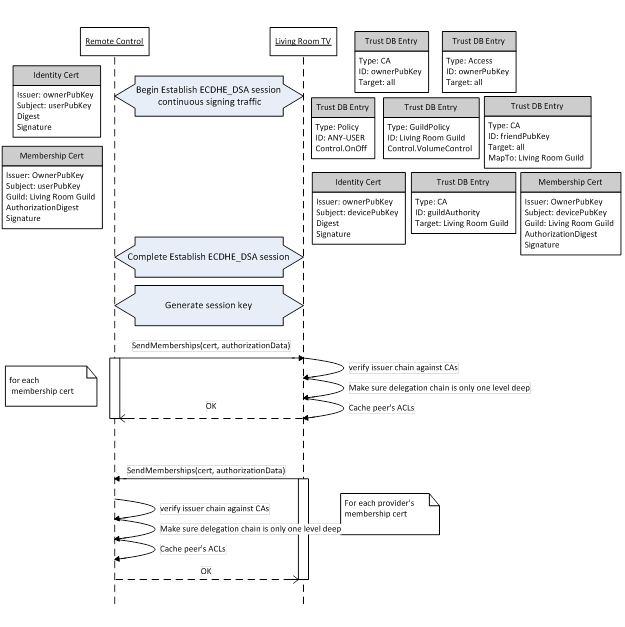 Remote Control
Living Room TV
Trust DB Entry
Type: CA
ID: ownerPubKey
Target: all
Trust DB Entry
Type: Access
ID: ownerPubKey
Target: all
Identity Cert
Issuer: ownerPubKey
Subject: userPubKey
Digest
Signature
Begin Establish ECDHE_DSA session
continuous signing traffic
Trust DB Entry
Type: Policy
ID: ANY-USER
Control.OnOff
Trust DB Entry
Type: GuildPolicy
ID: Living Room Guild
Control.VolumeControl
Trust DB Entry
Type: CA
ID: friendPubKey
Target: all
MapTo: Living Room Guild
Membership Cert
Issuer: OwnerPubKey
Subject: userPubKey
Guild: Living Room Guild
AuthorizationDigest
Signature
Identity Cert
Issuer: ownerPubKey
Subject: devicePubKey
Digest
Signature
Trust DB Entry
Type: CA
ID: guildAuthority
Target: Living Room Guild
Membership Cert
Issuer: OwnerPubKey
Subject: devicePubKey
Guild: Living Room Guild
AuthorizationDigest
Signature
Complete Establish ECDHE_DSA session
Generate session key
SendMemberships(cert, authorizationData)
for each
membership cert
verify issuer chain against CAs
Make sure delegation chain is only one level deep
Cache peer's ACLs
OK
SendMemberships(cert, authorizationData)
For each provider's
membership cert
verify issuer chain against CAs
Make sure delegation chain is only one level deep
Cache peer's ACLs
OK